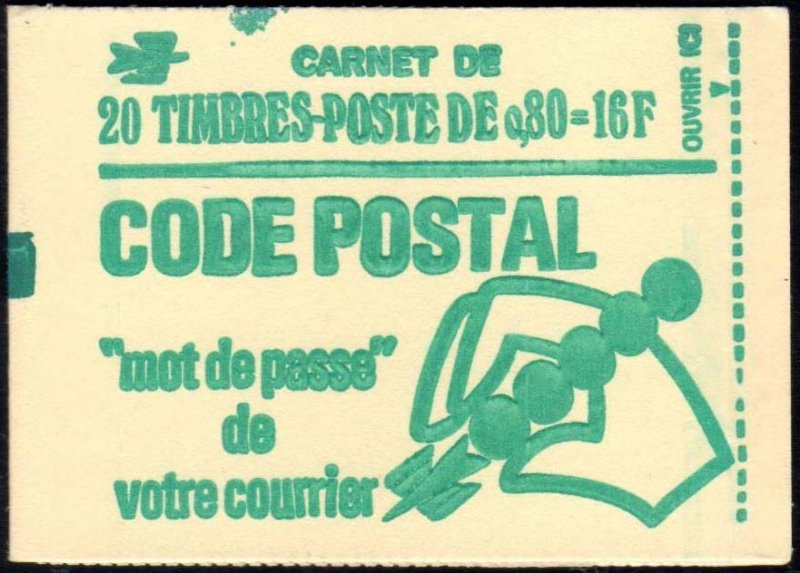 CARNET DE
20 TIMBRES-POSTE DE 0,80=16F
OUVRIR ICI
CODE POSTAL
"mot de passe"
de
votre courrier